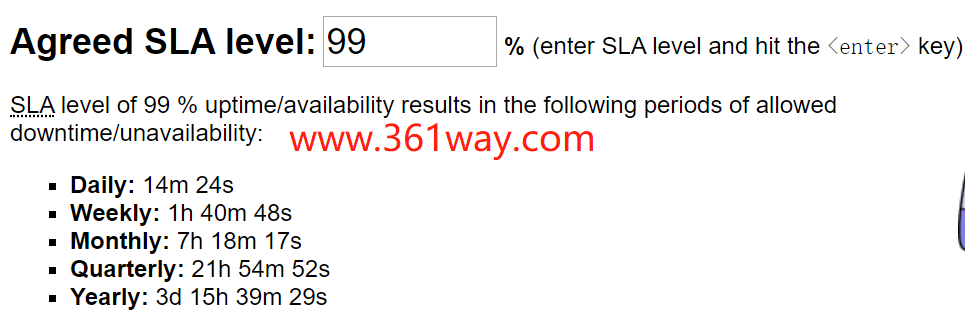 Agreed SLA level: 99 % (enter SLA level and hit the <enter> key)
SLA level of 99 % uptime/availability results in the following periods of allowed
downtime/unavailability: www.361way.com
Daily: 14m 24s
Weekly: 1h 40m 48s
Monthly: 7h 18m 17s
Quarterly: 21h 54m 52s
Yearly: 3d 15h 39m 29s